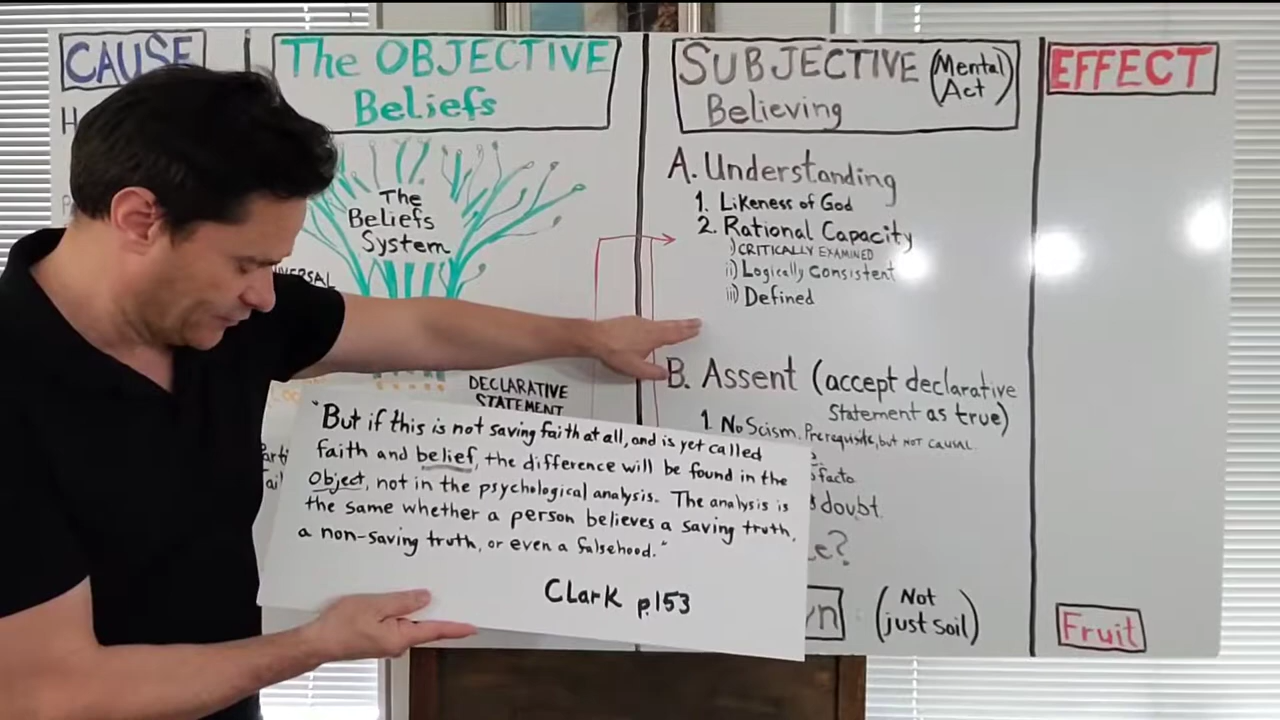 CAUSE
The OBJECTIVE
Beliefs
The
Beliefs
System
DECLARATIVE
STATEMENT
SUBJECTIVE (Mental Act)
Believing
A. Understanding
1. Likeness of God
2. Rational Capacity
i) CRITICALLY EXAMINED
ii) Logically Consistent
iii) Defined
B. Assent (accept declarative
Statement as true)
1. No Scism. Prerequisite, but NOT CAUSAL
facto
doubt.
(Not
just soil)
EFFECT
Fruit
"But if this is not saving faith at all, and is yet called
faith and belief, the difference will be found in the
Object, not in the psychological analysis. The analysis is
the same whether a person believes a saving truth,
a non-saving truth, or even a falsehood."
Clark p.153